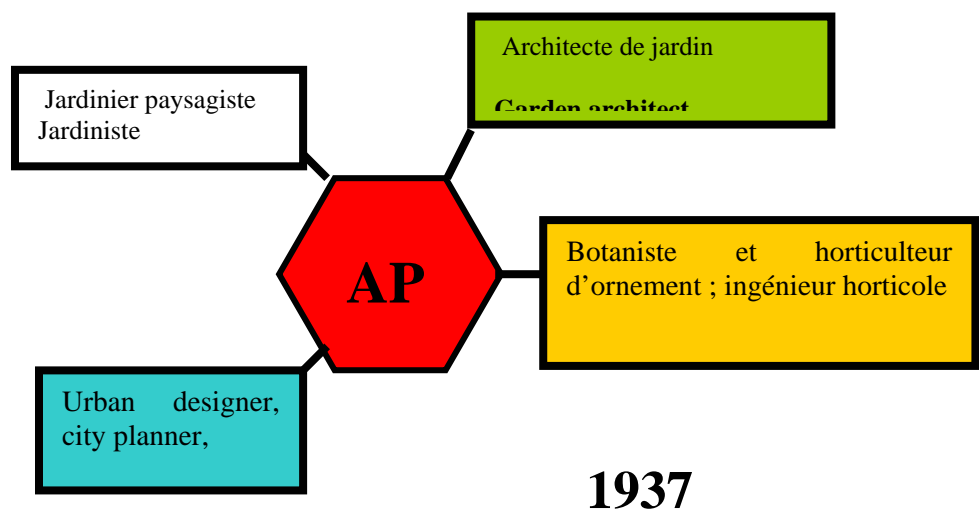 Architecte de jardin
Garden architect
Jardinier paysagiste
Jardiniste
AP
Botaniste et horticulteur
d’ornement ; ingénieur horticole
Urban designer,
city planner,
1937